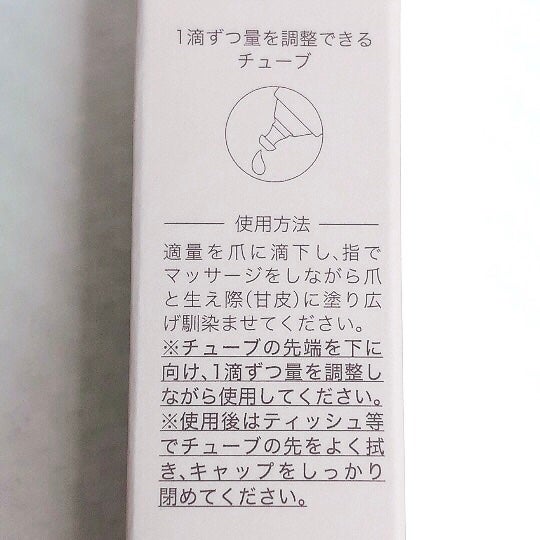 1滴ずつ量を調整できる
チューブ
使用方法
適量を爪に滴下し、指で
マッサージをしながら爪
と生え際(甘皮)に塗り広
げ馴染ませてください。
※チューブの先端を下に
向け、1滴ずつ量を調整し
ながら使用してください。
※使用後はティッシュ等
でチューブの先をよく拭
き、キャップをしっかり
閉めてください。